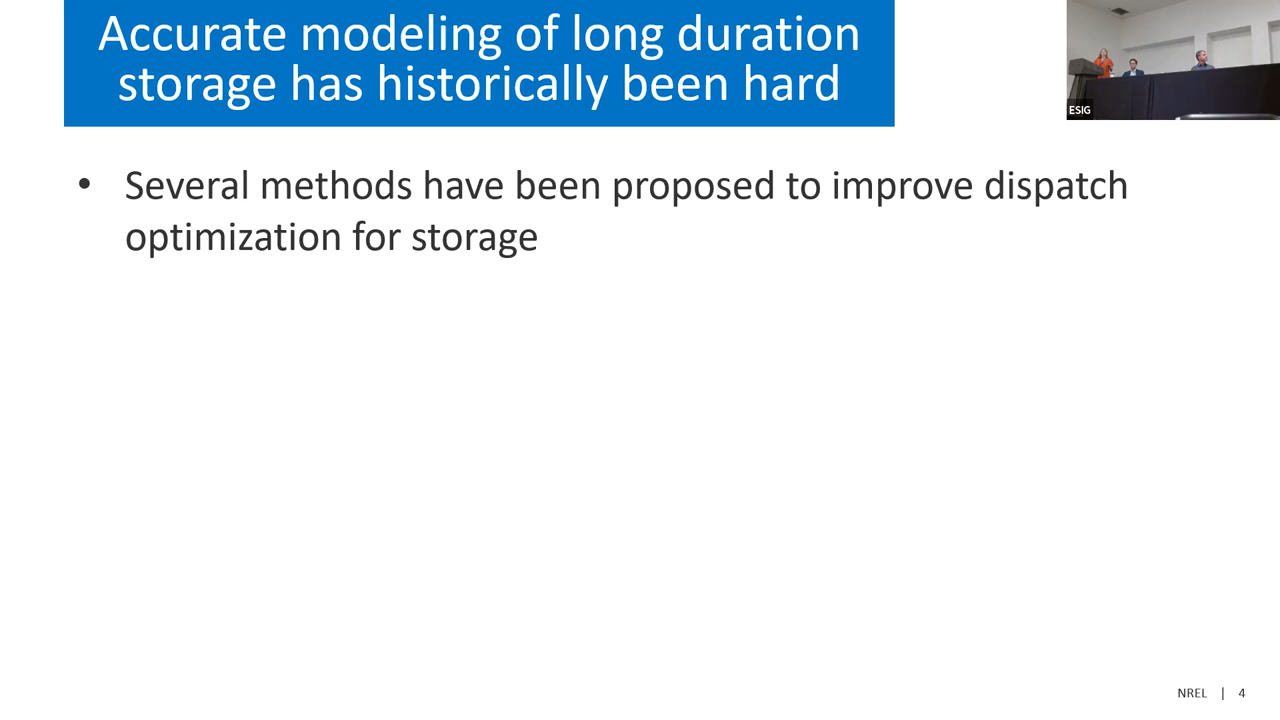 Accurate modeling of long duration
storage has historically been hard
ESIG
• Several methods have been proposed to improve dispatch
optimization for storage
NREL | 4